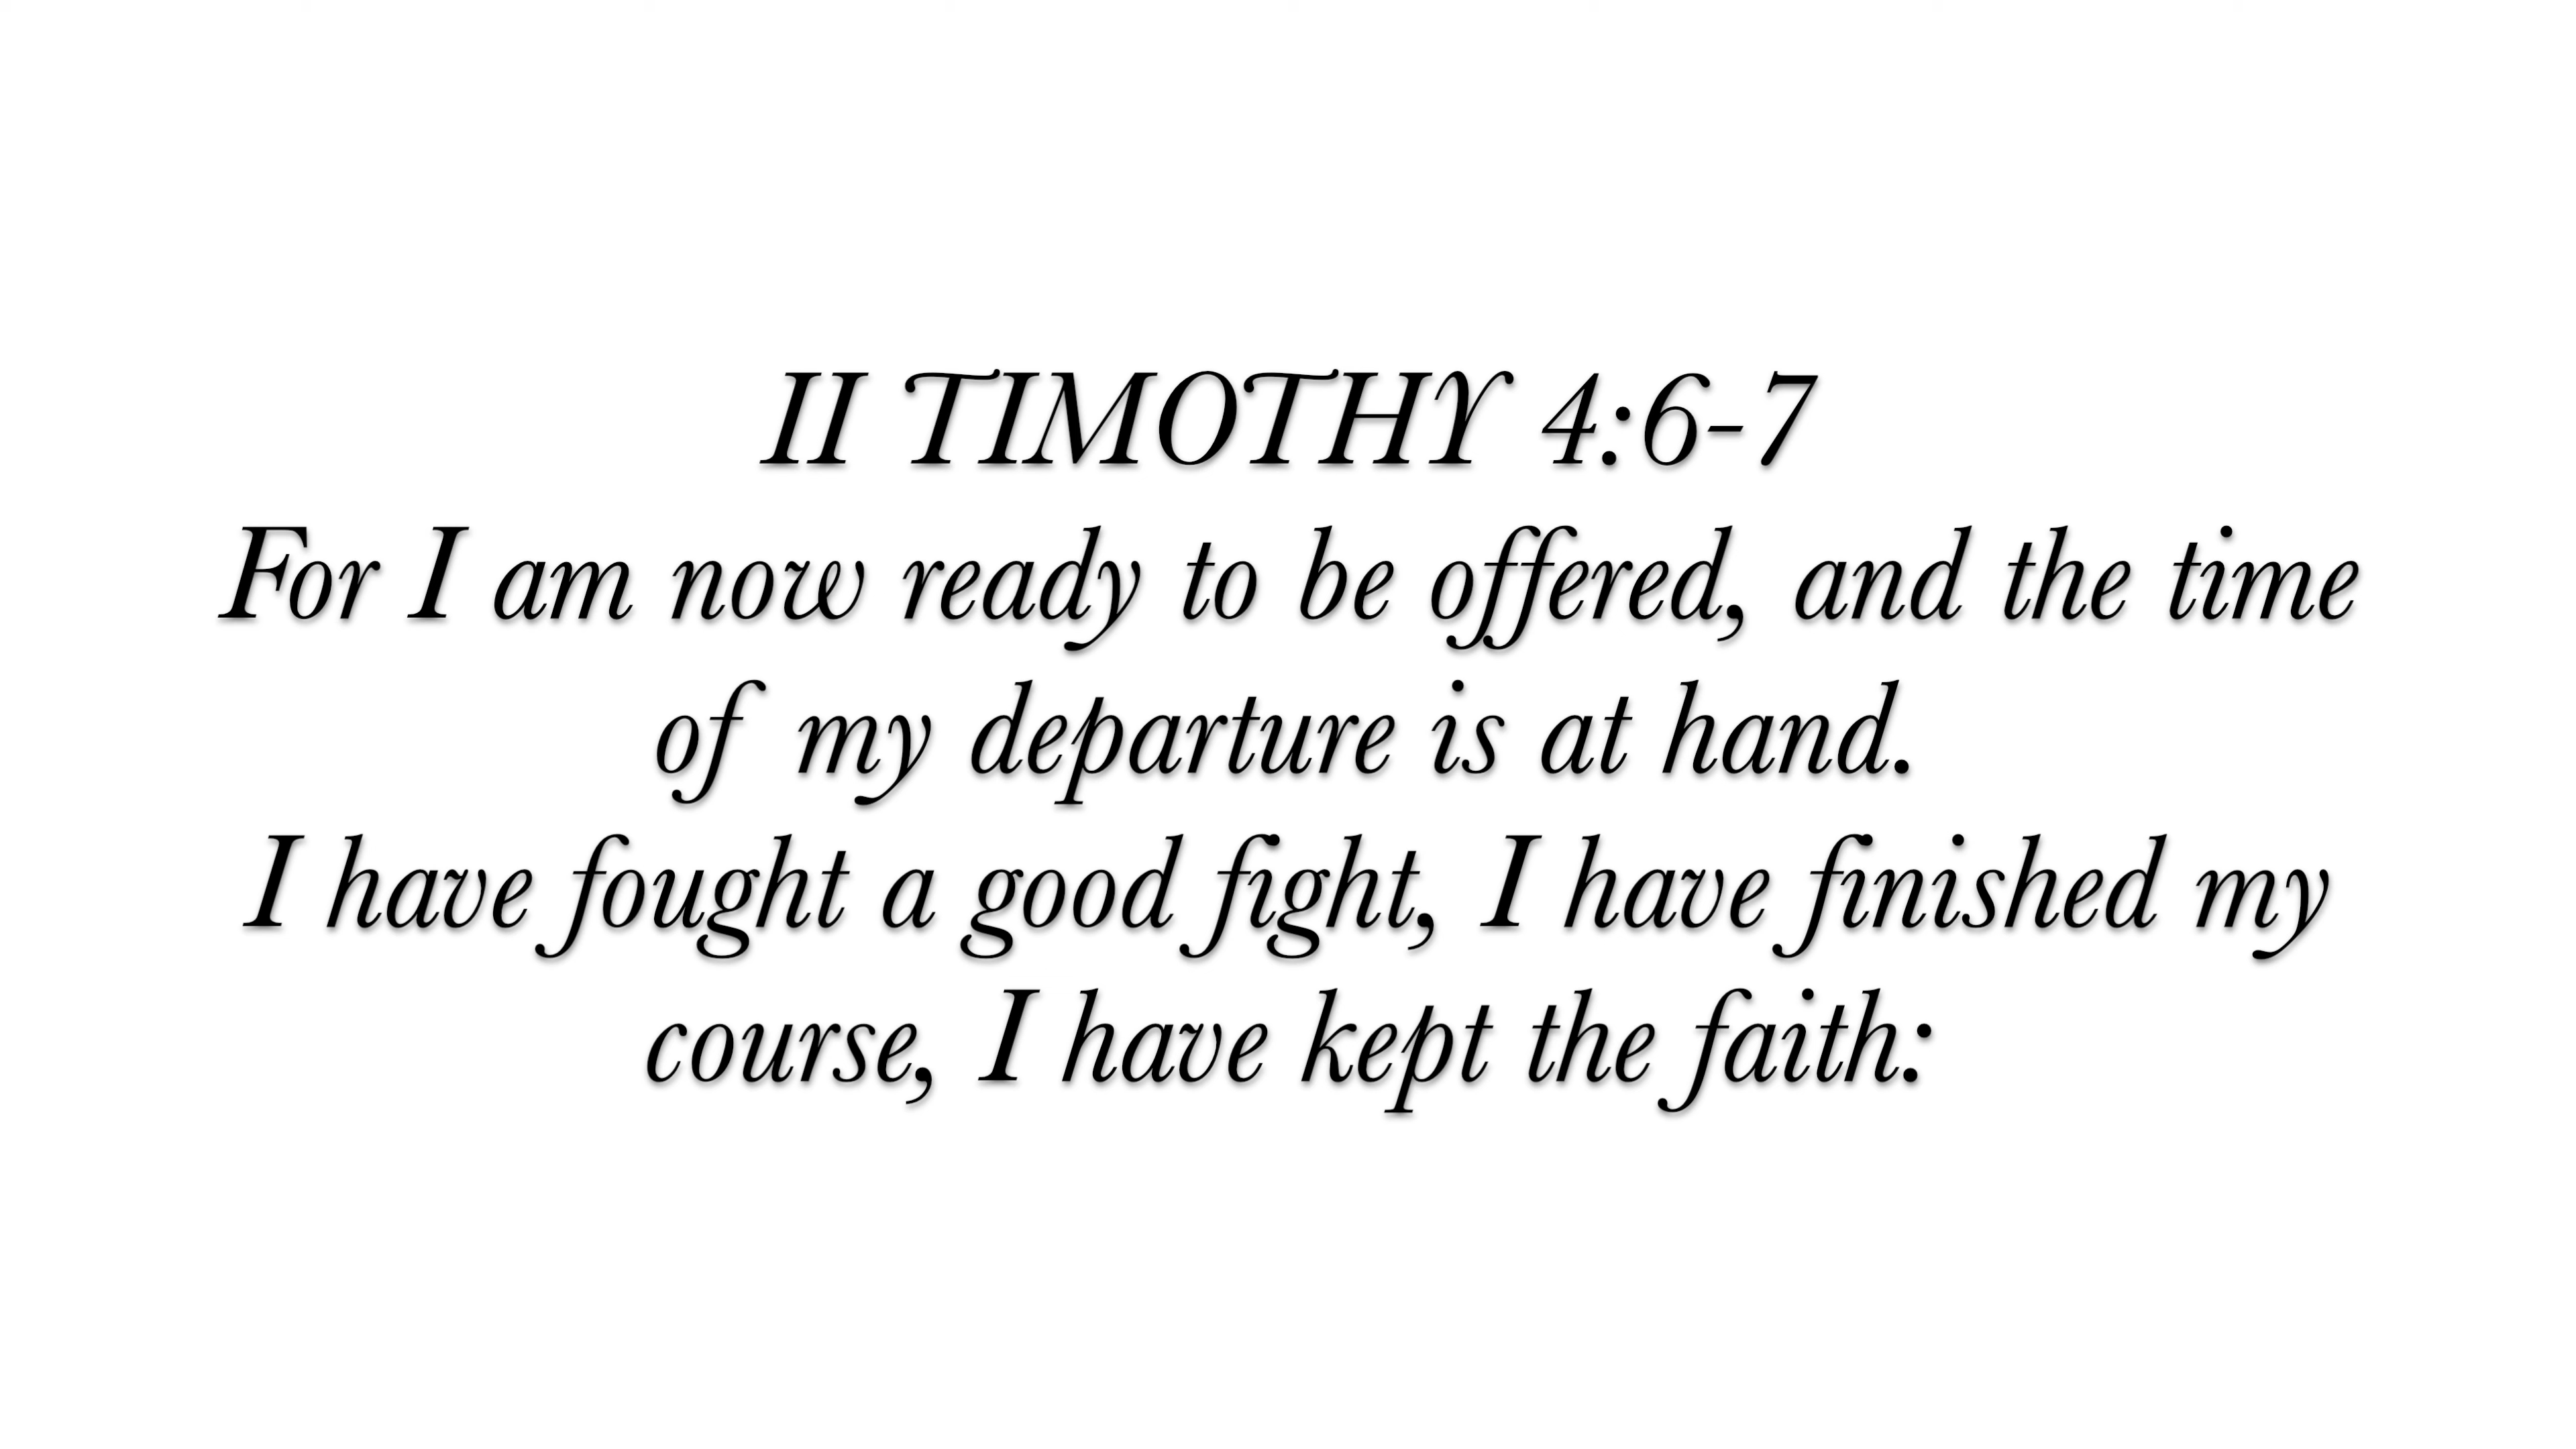 II TIMOTHY 4:6-7
For I am now ready to be offered, and the time
of my departure is at hand.
I have fought a good fight, I have finished my
course, I have kept the faith: